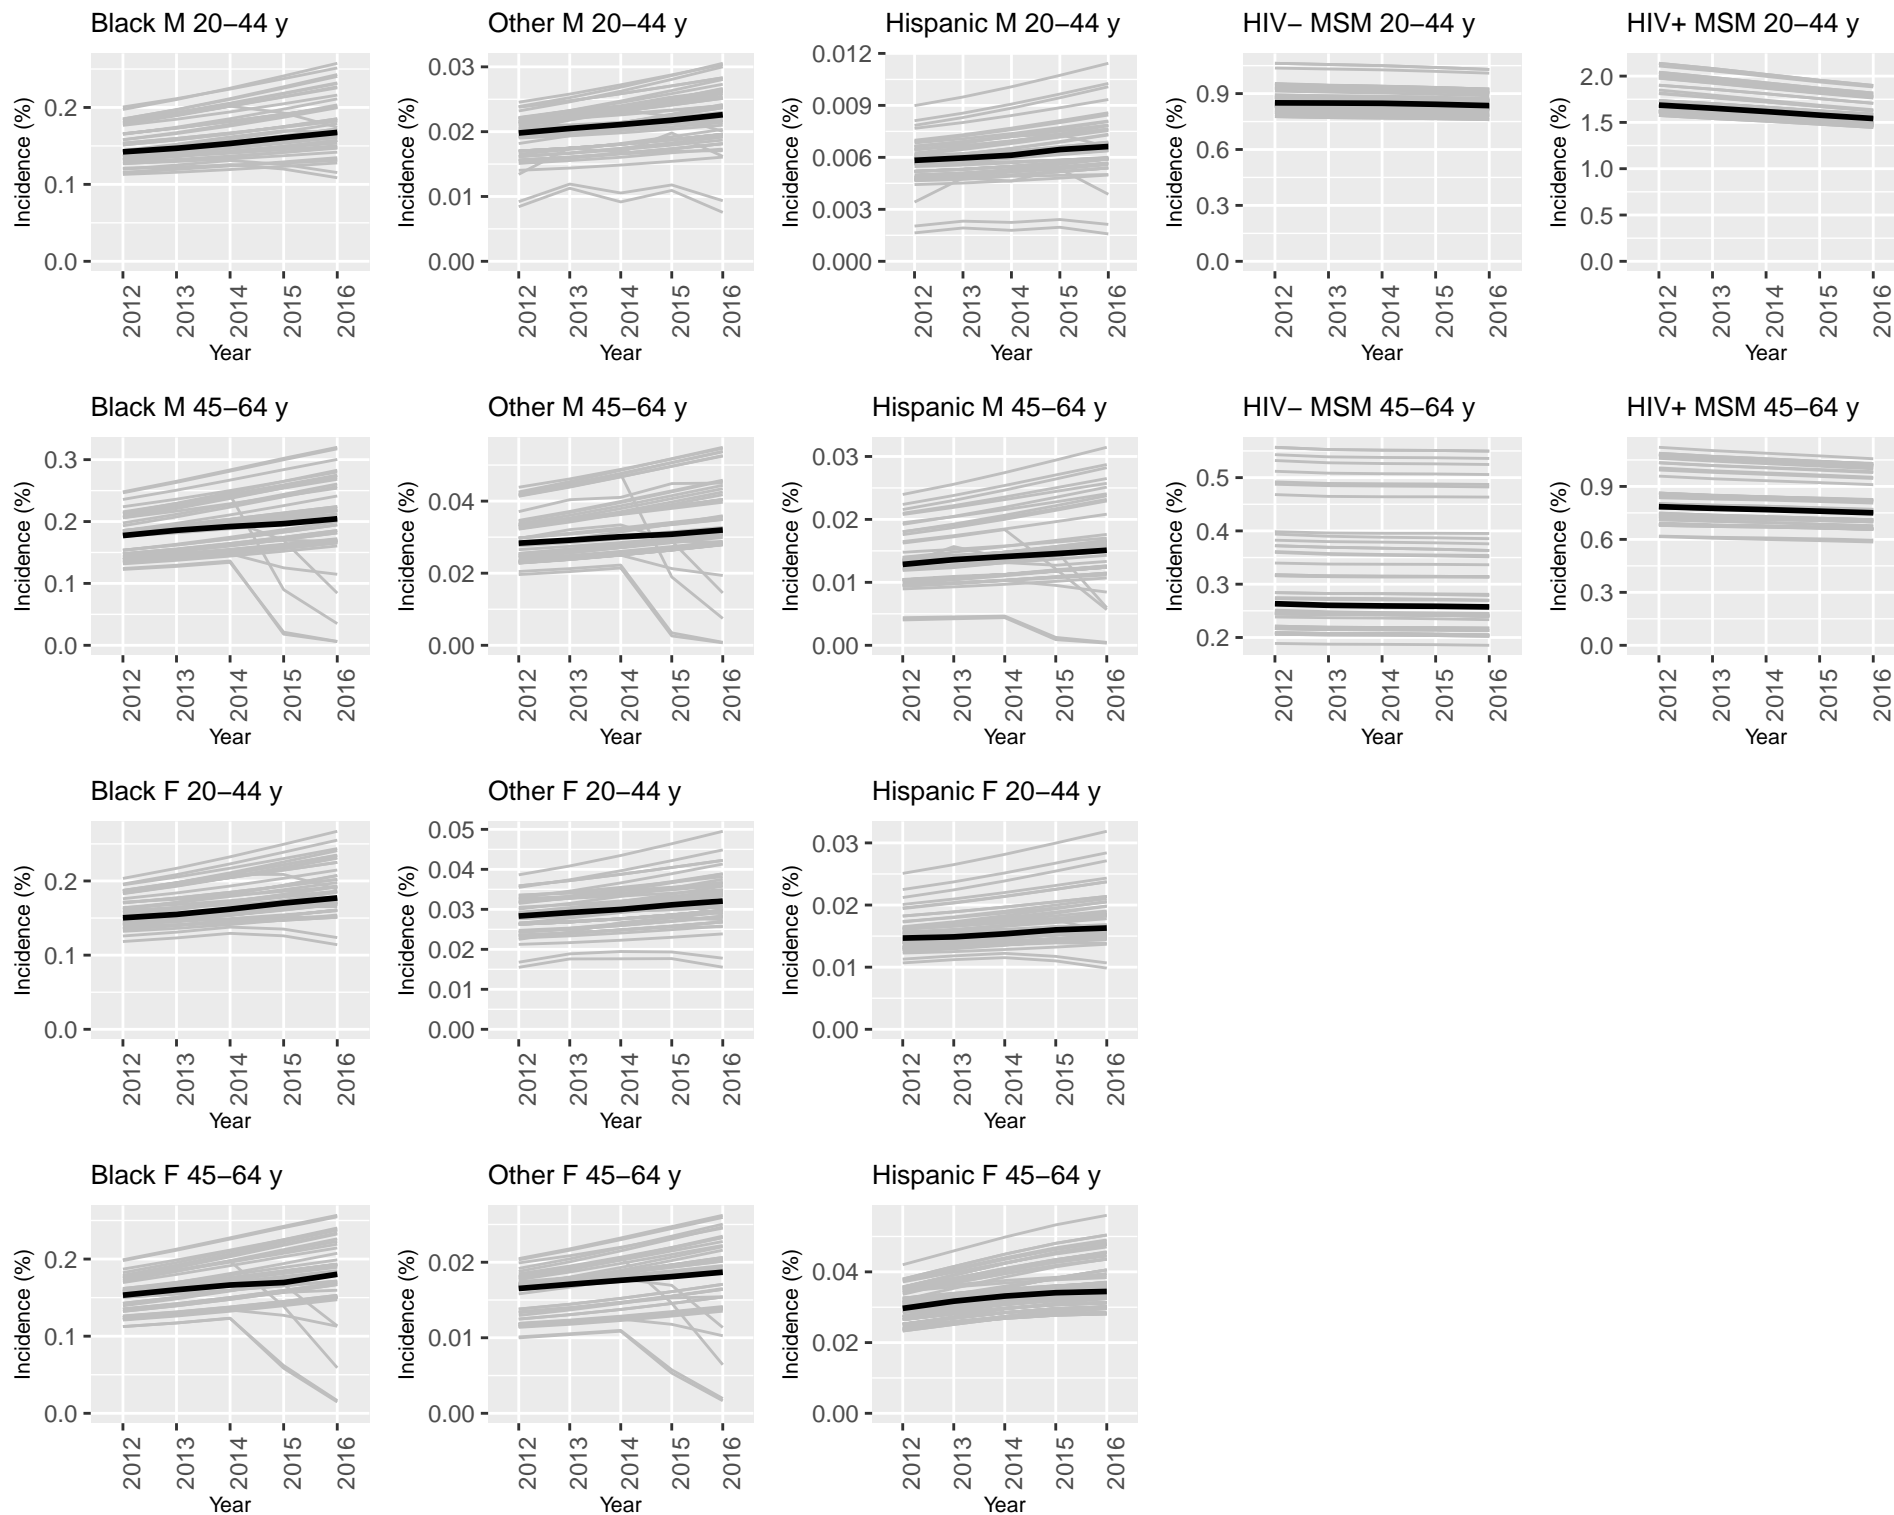 Black M 20−44 y
Incidence (%)
0.2
0.1
0.0
2012
2013
2014
2015
2016
Year
Other M 20−44 y
Incidence (%)
0.03
0.02
0.01
0.00
2012
2013
2014
2015
2016
Year
Hispanic M 20−44 y
Incidence (%)
0.012
0.009
0.006
0.003
0.000
2012
2013
2014
2015
2016
Year
HIV− MSM 20−44 y
Incidence (%)
0.9
0.6
0.3
0.0
2012
2013
2014
2015
2016
Year
HIV+ MSM 20−44 y
Incidence (%)
2.0
1.5
1.0
0.5
0.0
2012
2013
2014
2015
2016
Year
Black M 45−64 y
Incidence (%)
0.3
0.2
0.1
0.0
2012
2013
2014
2015
2016
Year
Other M 45−64 y
Incidence (%)
0.04
0.02
0.00
2012
2013
2014
2015
2016
Year
Hispanic M 45−64 y
Incidence (%)
0.03
0.02
0.01
0.00
2012
2013
2014
2015
2016
Year
HIV− MSM 45−64 y
Incidence (%)
0.5
0.4
0.3
0.2
2012
2013
2014
2015
2016
Year
HIV+ MSM 45−64 y
Incidence (%)
0.9
0.6
0.3
0.0
2012
2013
2014
2015
2016
Year
Black F 20−44 y
Incidence (%)
0.2
0.1
0.0
2012
2013
2014
2015
2016
Year
Other F 20−44 y
Incidence (%)
0.05
0.04
0.03
0.02
0.01
0.00
2012
2013
2014
2015
2016
Year
Hispanic F 20−44 y
Incidence (%)
0.03
0.02
0.01
0.00
2012
2013
2014
2015
2016
Year
Black F 45−64 y
Incidence (%)
0.2
0.1
0.0
2012
2013
2014
2015
2016
Year
Other F 45−64 y
Incidence (%)
0.02
0.01
0.00
2012
2013
2014
2015
2016
Year
Hispanic F 45−64 y
Incidence (%)
0.04
0.02
0.00
2012
2013
2014
2015
2016
Year